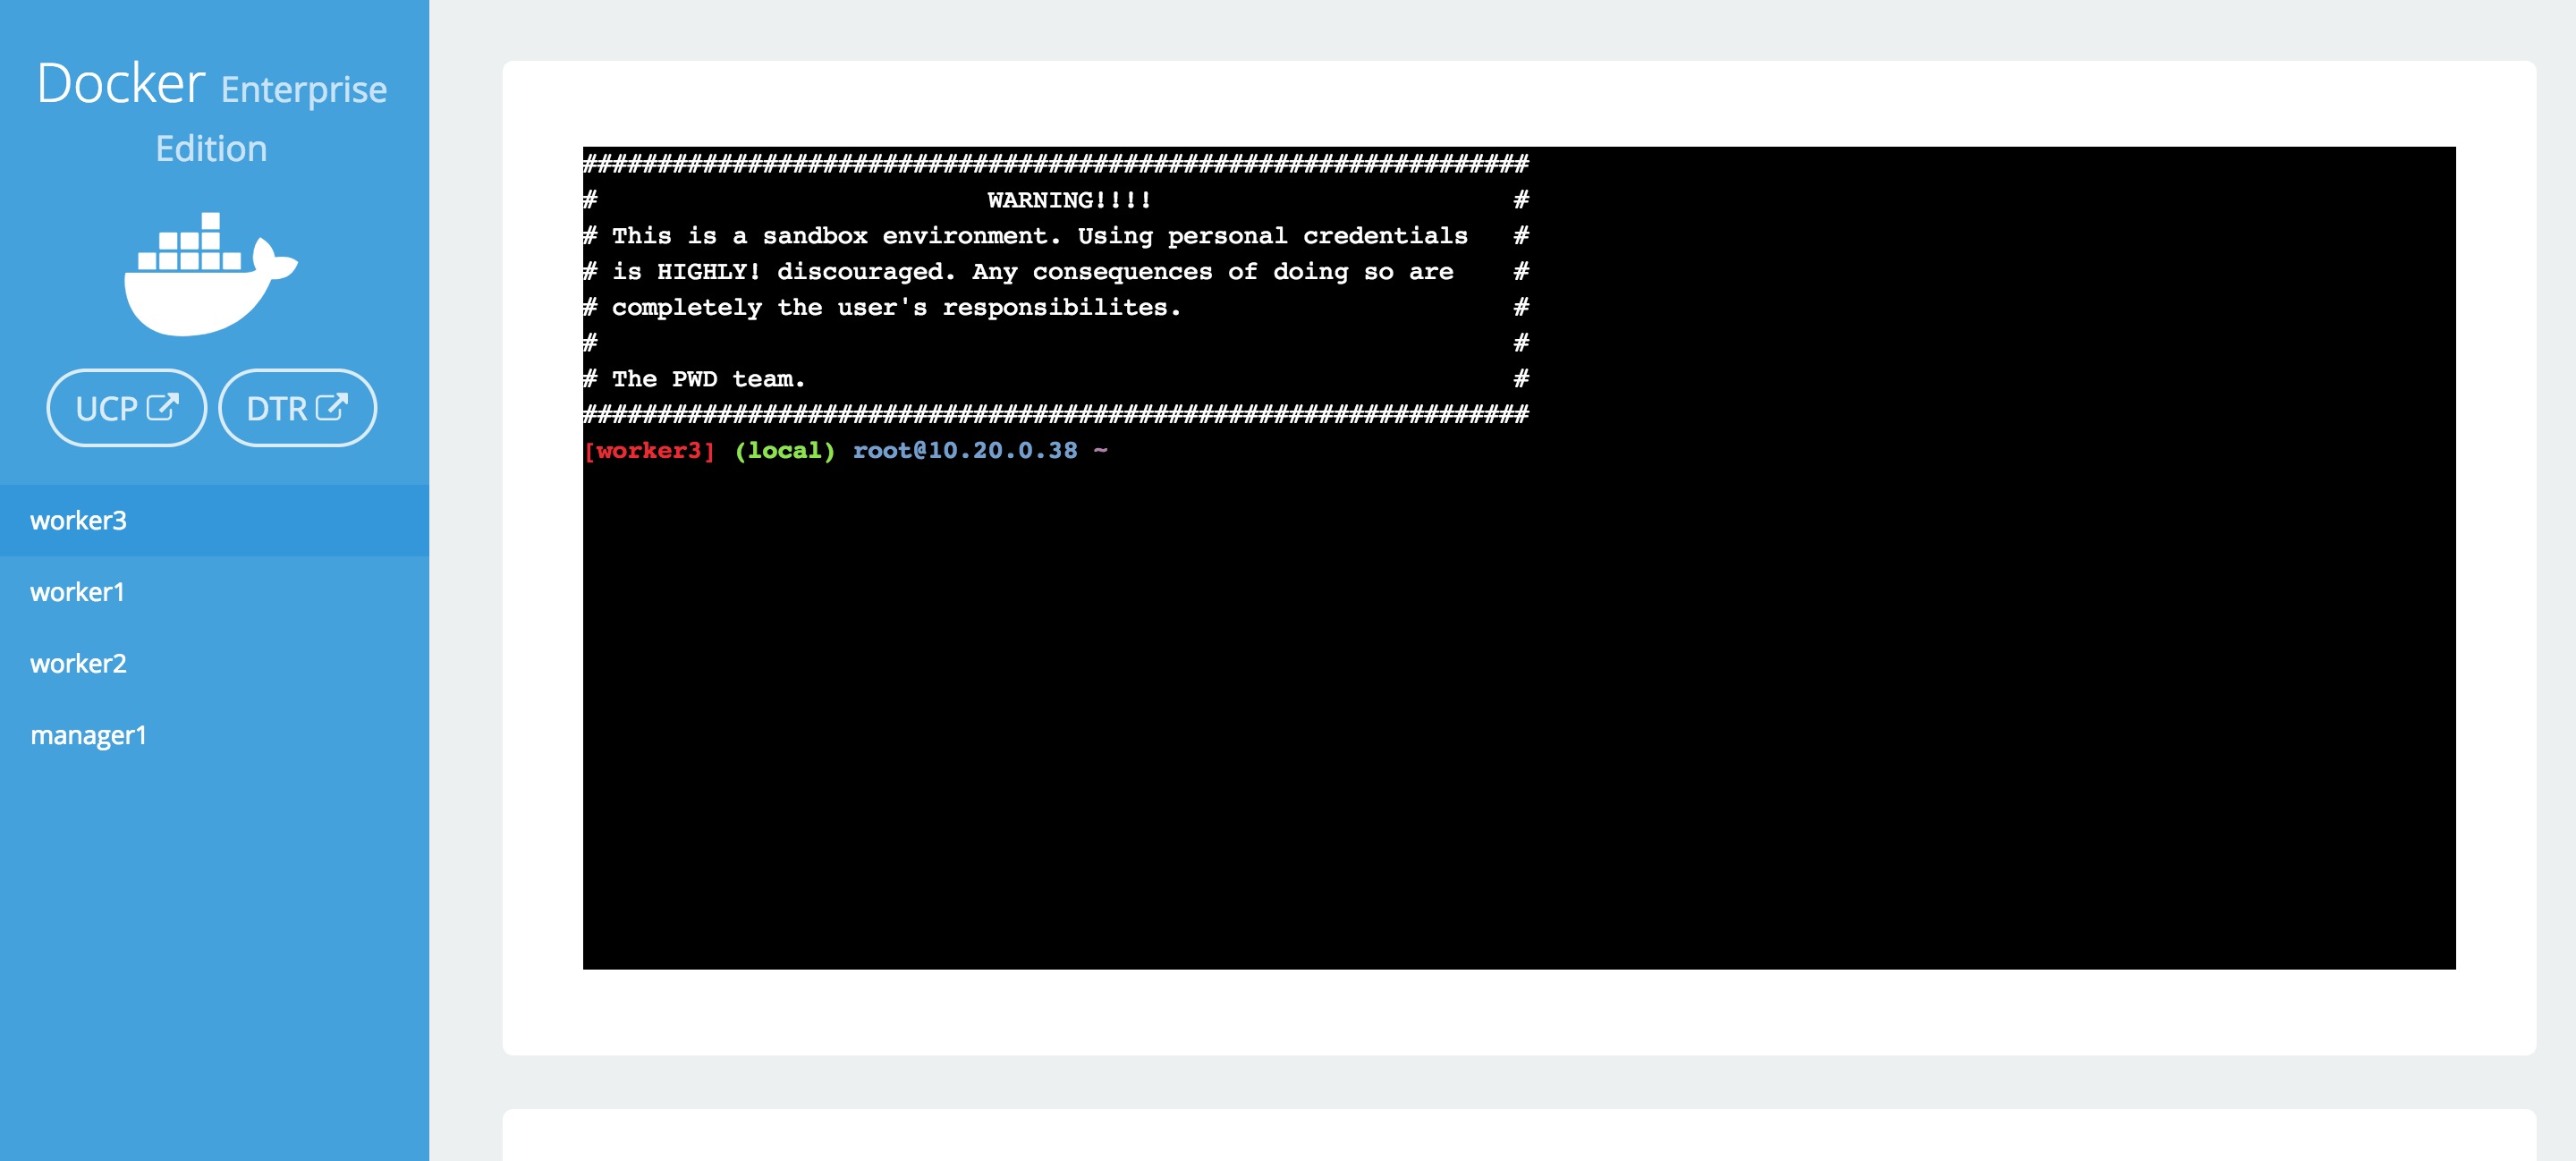 Docker Enterprise
Edition
UCP
DTR
worker3
worker1
worker2
manager1
###############################################################
#                          WARNING!!!!                        #
# This is a sandbox environment. Using personal credentials   #
# is HIGHLY! discouraged. Any consequences of doing so are    #
# completely the user's responsibilites.                      #
#                                                             #
# The PWD team.                                               #
###############################################################
[worker3] (local) root@10.20.0.38 ~